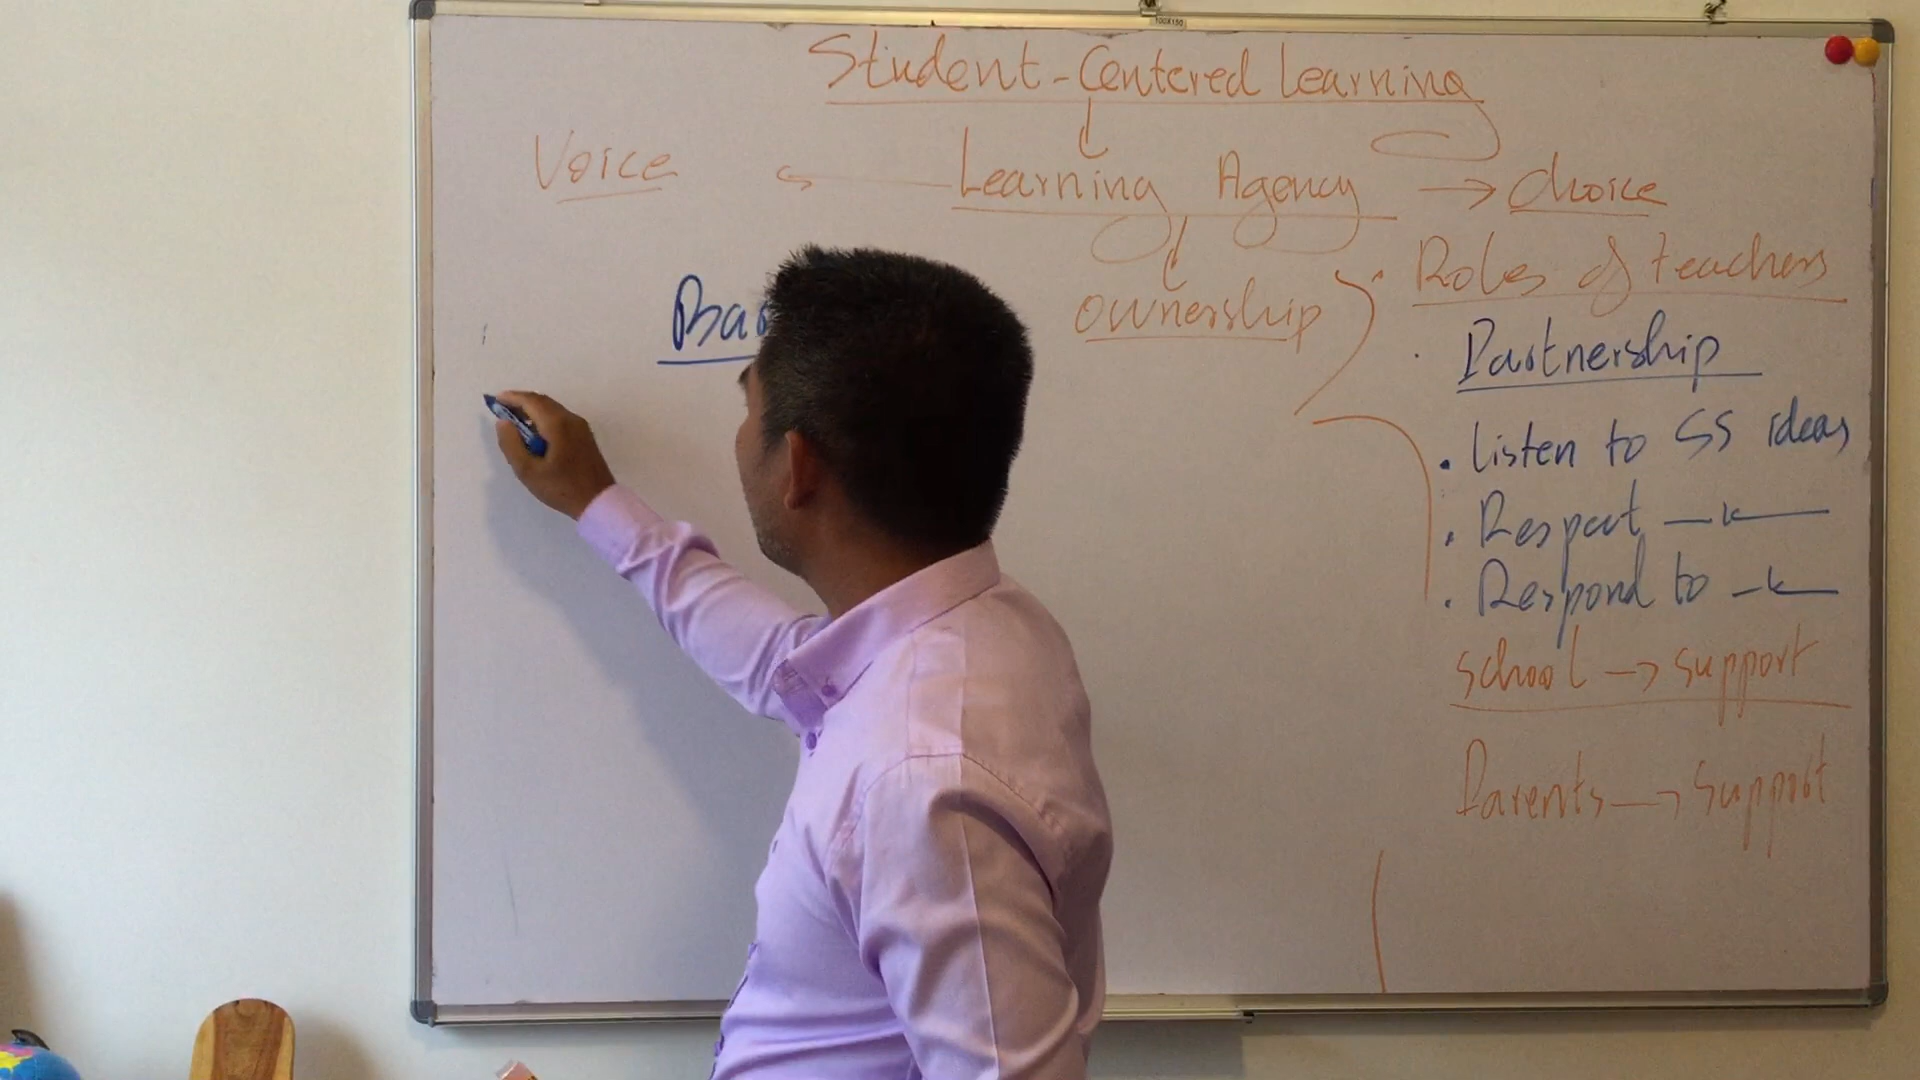 Student-Centered Learning
Voice ← Learning Agency → choice
ownership
Roles of teachers
Partnership
• listen to SS ideas
• Respect —"—
• Respond to —"—
school → support
Parents → support